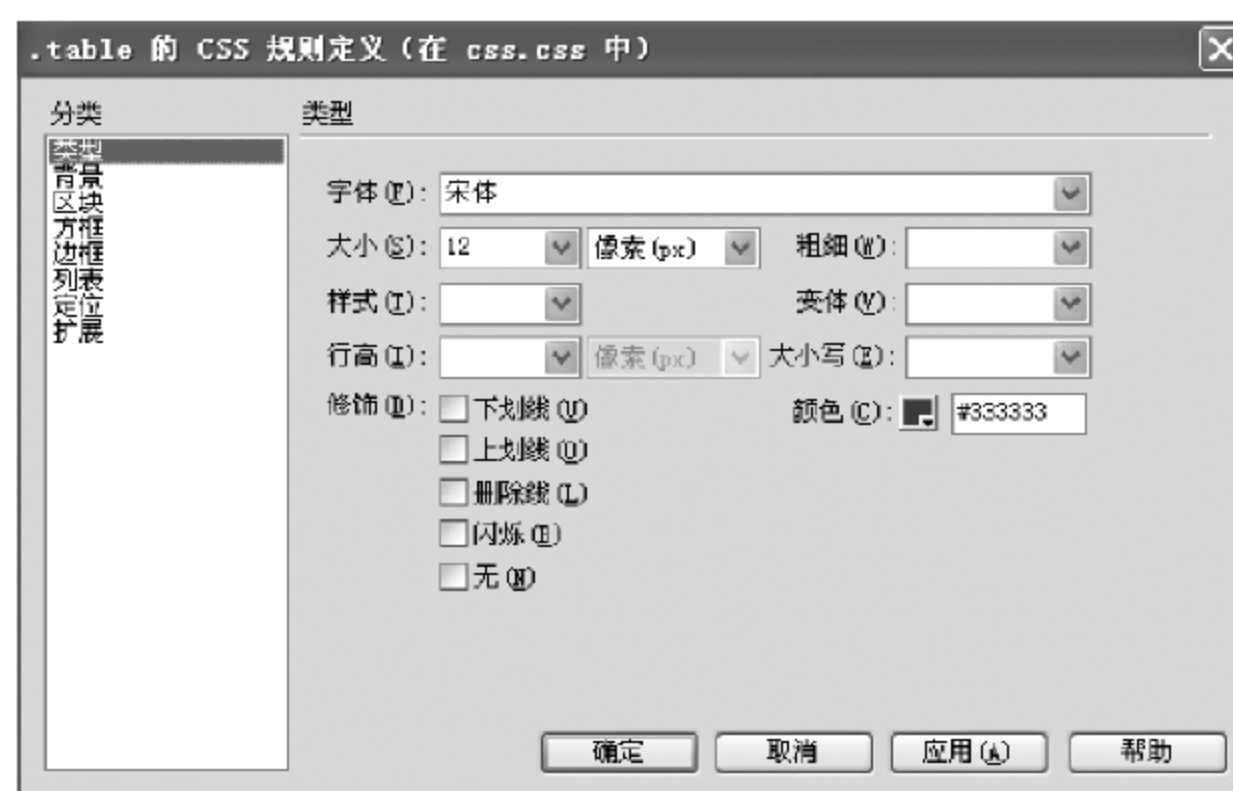 .table 的 CSS 规则定义（在 css.css 中）
分类
类型
背景
区块
方框
边框
列表
定位
扩展
类型
字体(F): 宋体
大小(S): 12 像素(px) 粗细(W):
样式(T): 变体(V):
行高(I): 像素(px) 大小写(E):
修饰(D): 下划线(U) 颜色(C): #333333
上划线(O)
删除线(L)
闪烁(B)
无(N)
确定 取消 应用(A) 帮助